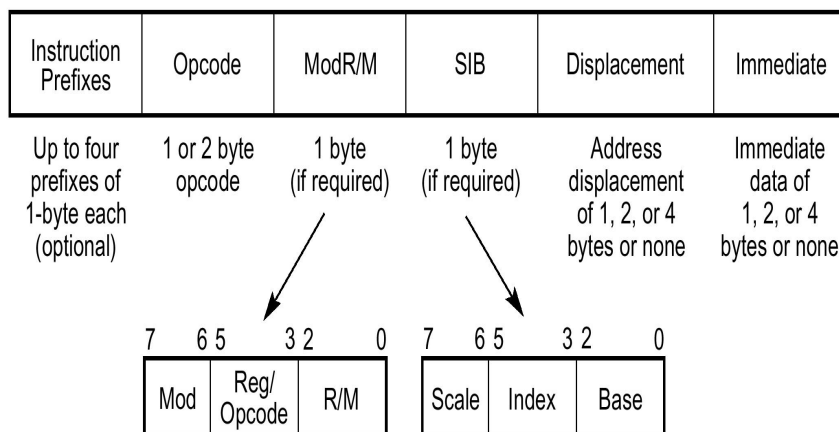 Instruction Prefixes
Opcode
ModR/M
SIB
Displacement
Immediate
Up to four
prefixes of
1-byte each
(optional)
1 or 2 byte
opcode
1 byte
(if required)
1 byte
(if required)
Address
displacement
of 1, 2, or 4
bytes or none
Immediate
data of
1, 2, or 4
bytes or none
7 6 5 3 2 0
Mod
Reg/
Opcode
R/M
7 6 5 3 2 0
Scale
Index
Base